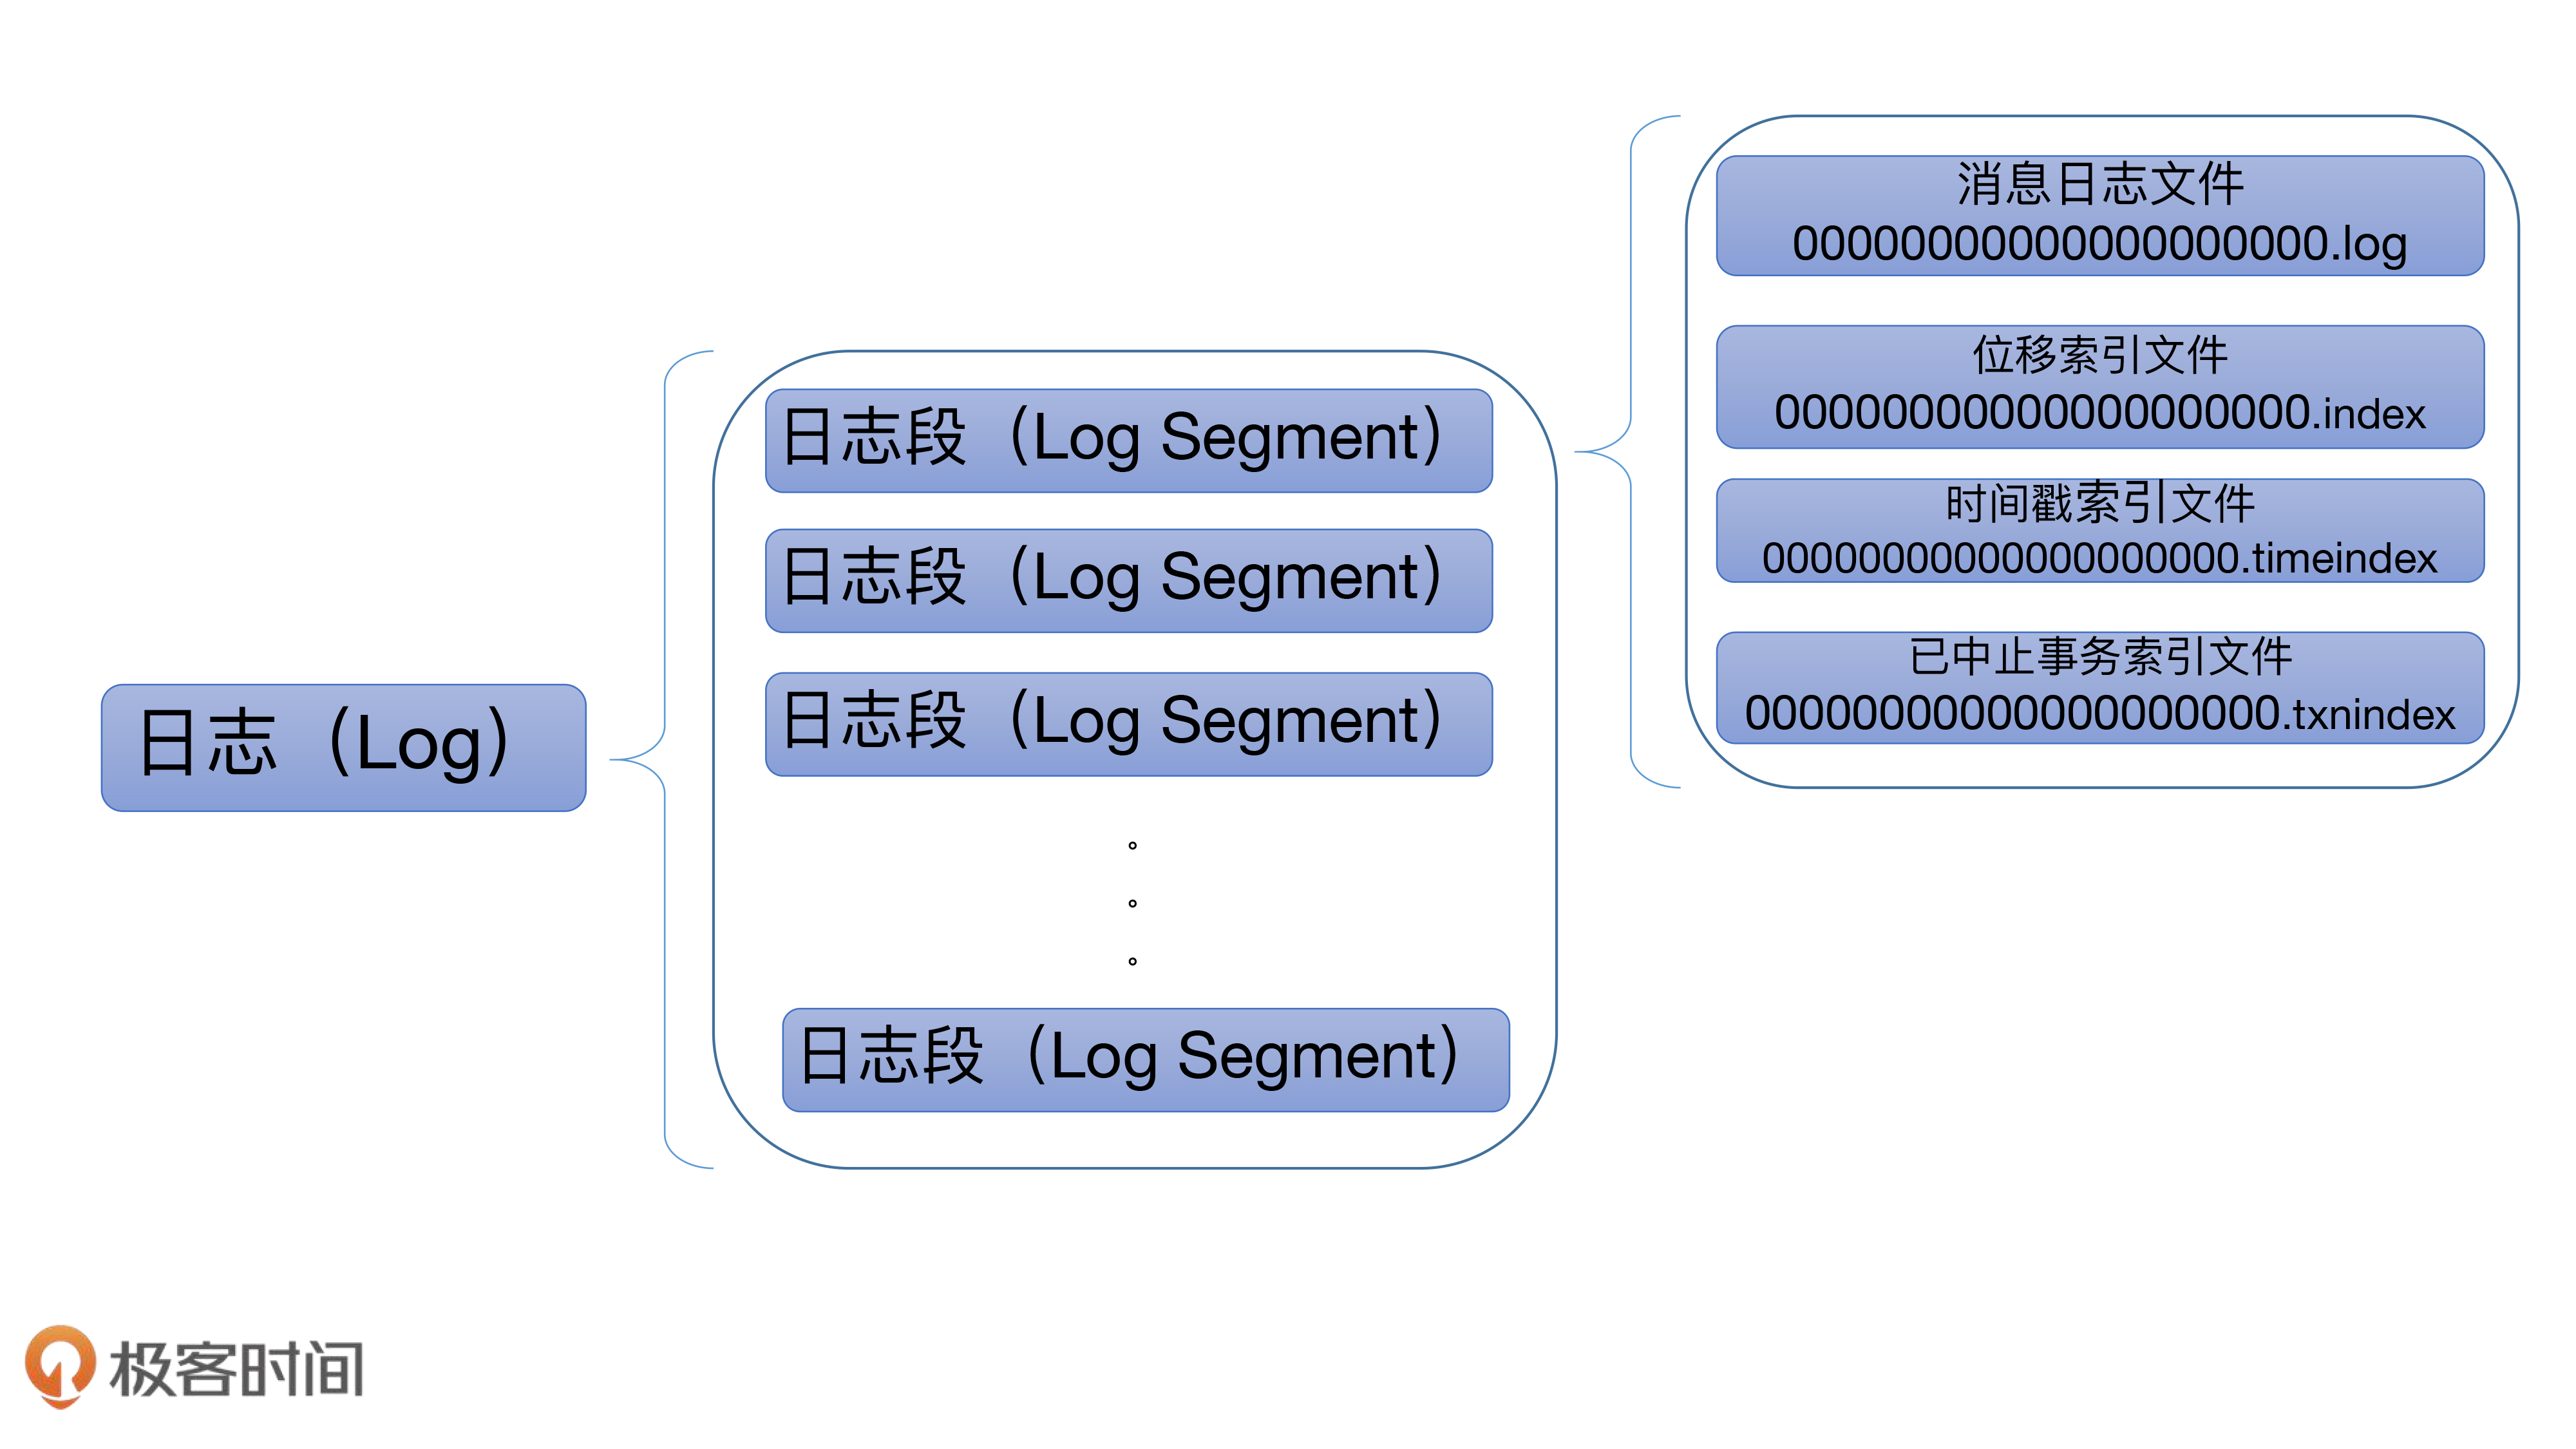 日志（Log）
日志段（Log Segment）
日志段（Log Segment）
日志段（Log Segment）
。
。
。
日志段（Log Segment）
消息日志文件
00000000000000000000.log
位移索引文件
00000000000000000000.index
时间戳索引文件
00000000000000000000.timeindex
已中止事务索引文件
00000000000000000000.txnindex
极客时间